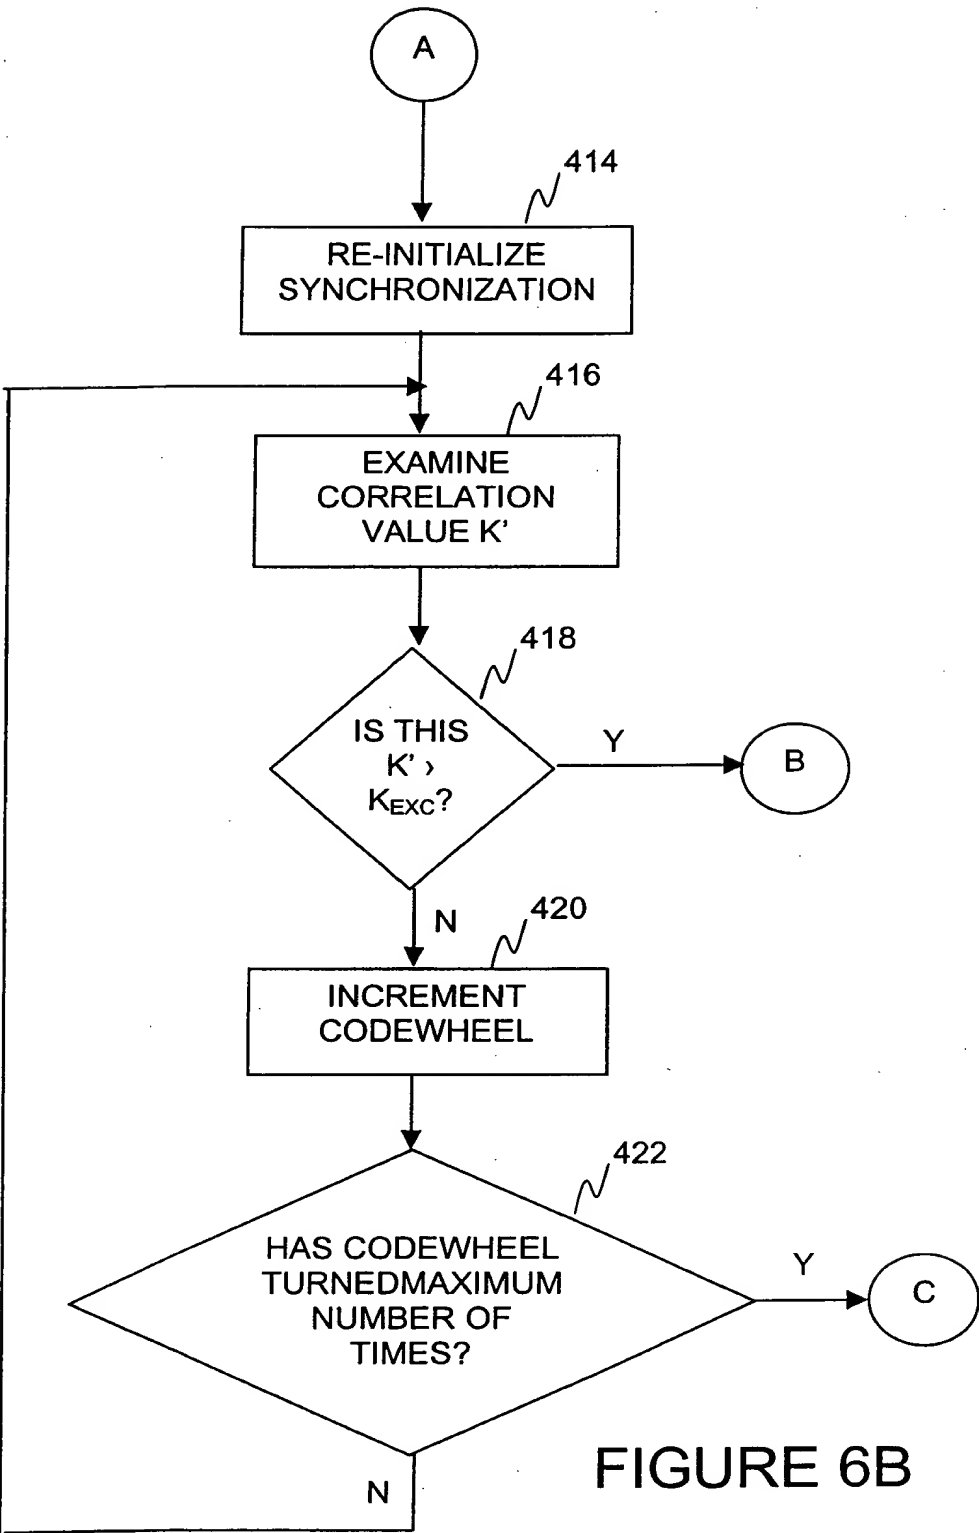 A
414
RE-INITIALIZE
SYNCHRONIZATION
416
EXAMINE
CORRELATION
VALUE K’
418
IS THIS
K’ ›
KEXC?
Y
B
N
420
INCREMENT
CODEWHEEL
422
HAS CODEWHEEL
TURNEDMAXIMUM
NUMBER OF
TIMES?
Y
C
N
FIGURE 6B